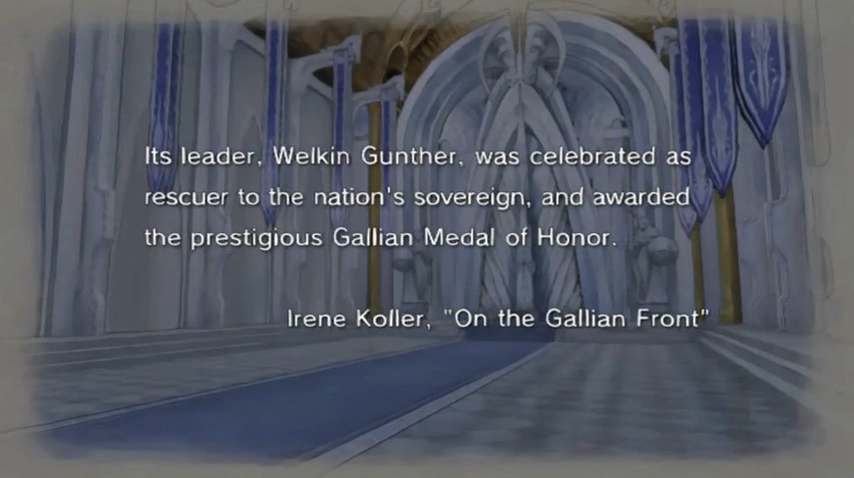 Its leader, Welkin Gunther, was celebrated as
rescuer to the nation's sovereign, and awarded
the prestigious Gallian Medal of Honor.
Irene Koller, "On the Gallian Front"